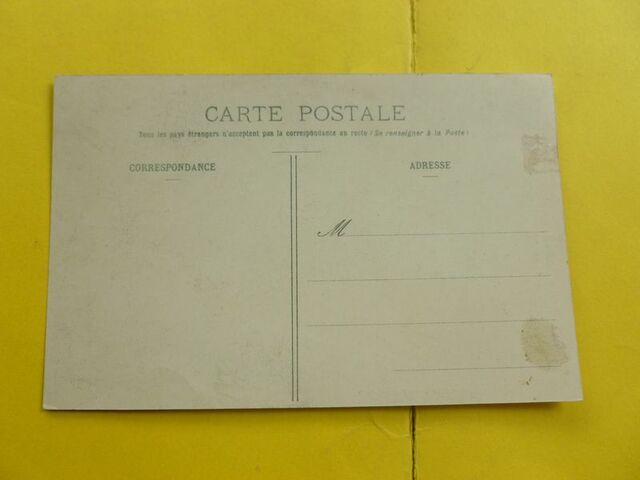 CARTE POSTALE
Tous les pays étrangers n'acceptent pas la correspondance au recto (Se renseigner à la Poste)
CORRESPONDANCE
ADRESSE
M